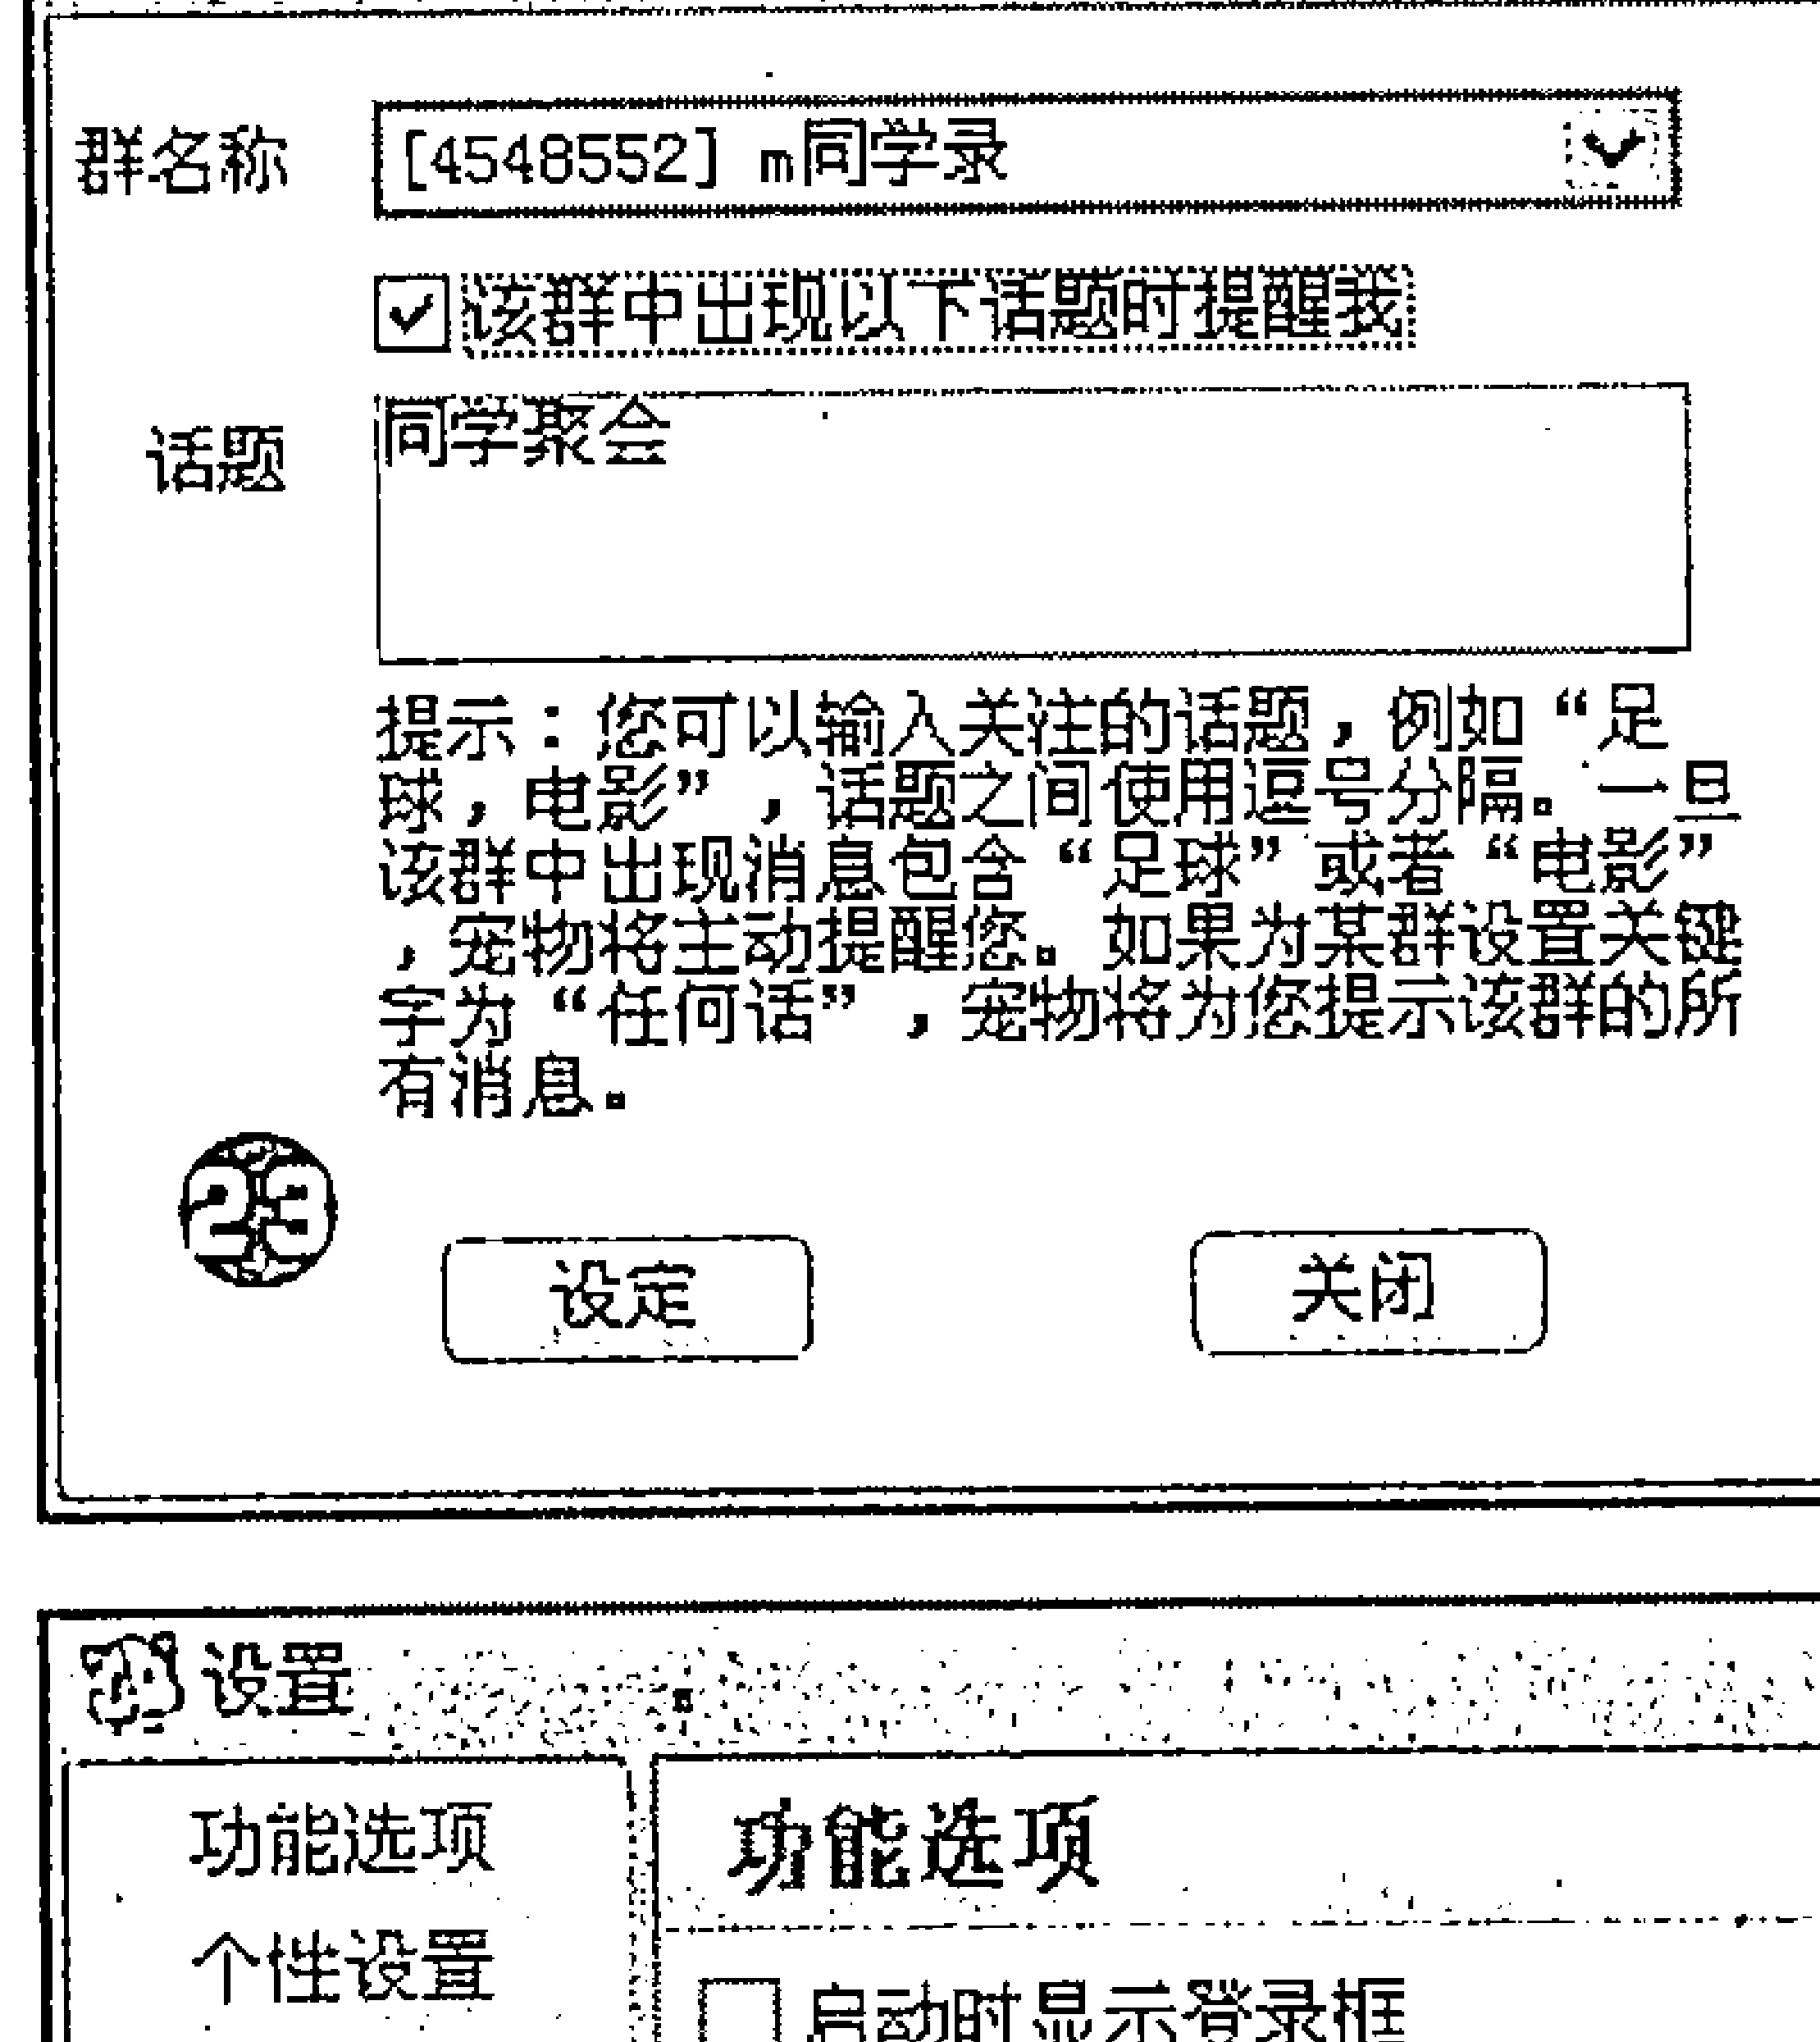 群名称 [4548552] m同学录
该群中出现以下话题时提醒我
话题 同学聚会
提示：您可以输入关注的话题，例如“足
球，电影”，话题之间使用逗号分隔。一旦
该群中出现消息包含“足球”或者“电影”
，宠物将主动提醒您。如果为某群设置关键
字为“任何话”，宠物将为您提示该群的所
有消息。
23
设定 关闭
设置
功能选项 功能选项
个性设置
启动时显示登录框